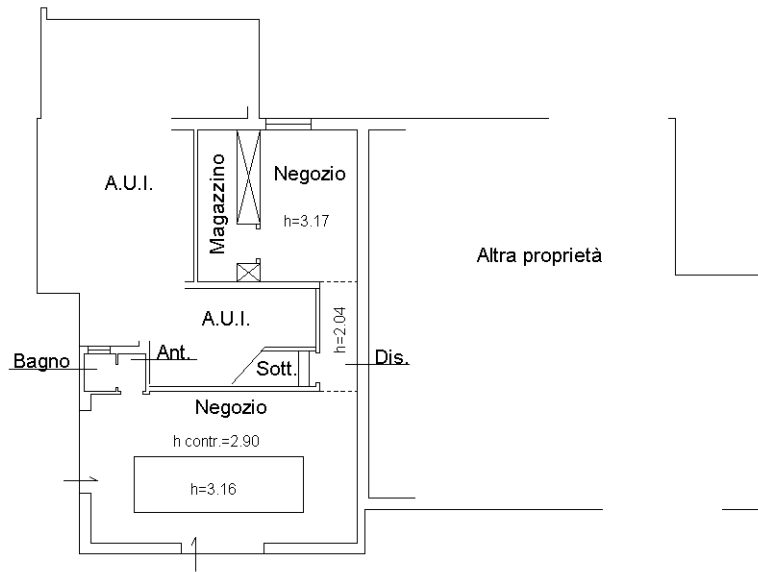 A.U.I.
Magazzino
Negozio
h=3.17
Altra proprietà
A.U.I.
h=2.04
Bagno
Ant.
Sott.
Dis.
Negozio
h contr.=2.90
h=3.16